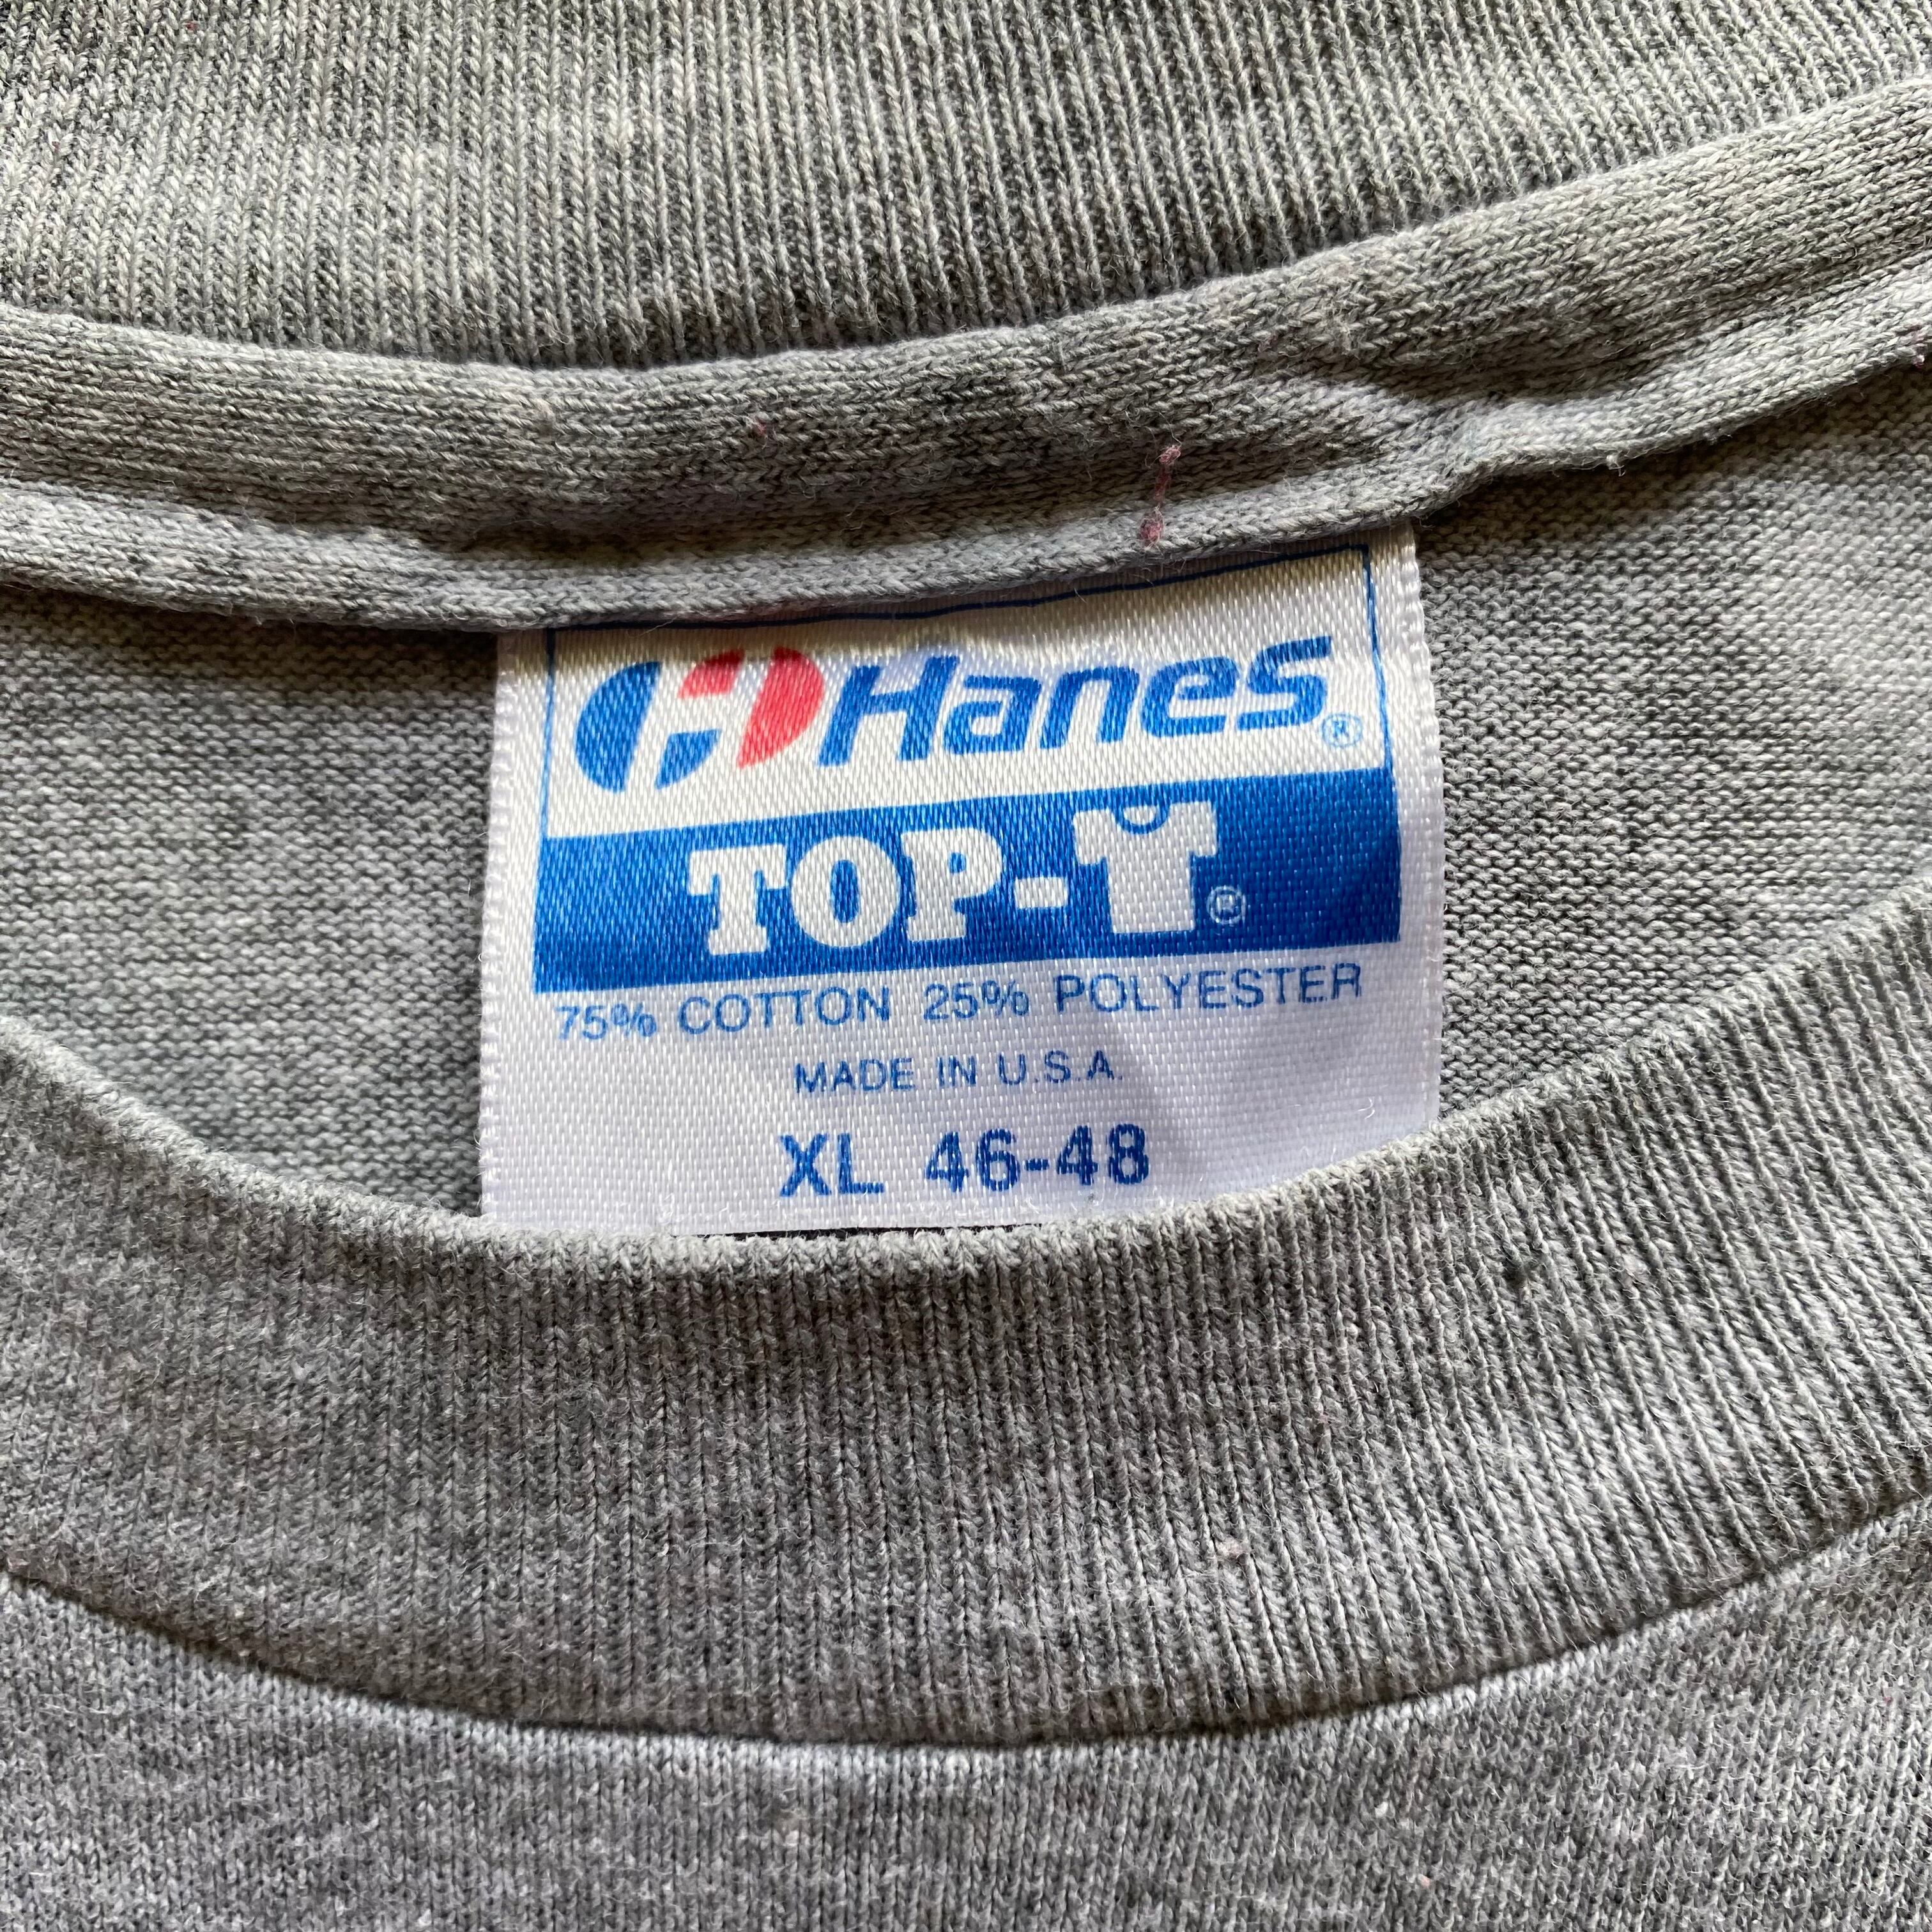 Hanes®
TOP-T®
75% COTTON 25% POLYESTER
MADE IN U.S.A.
XL 46-48